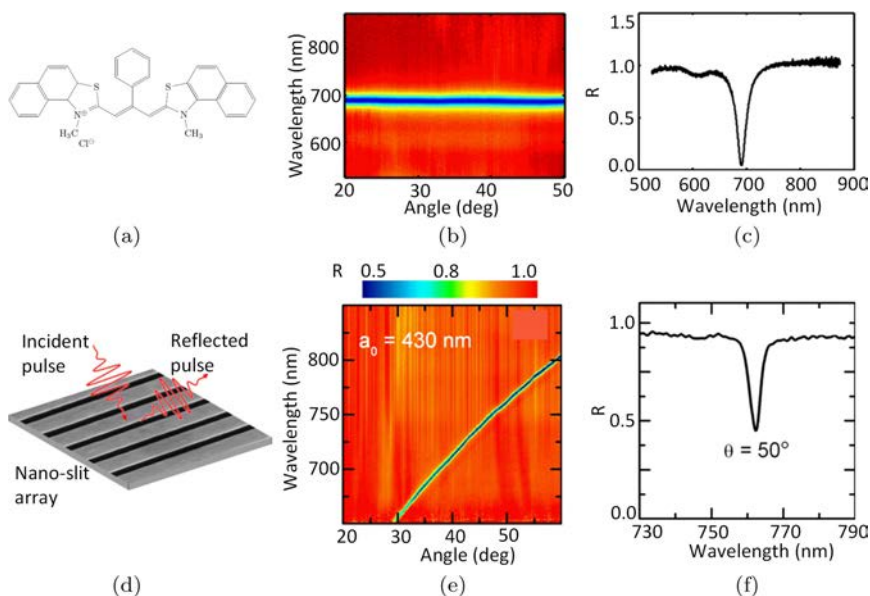 S
S
N⊕
N
H₃C
CH₃
Cl⊖
(a)
Wavelength (nm)
800
700
600
20
30
40
50
Angle (deg)
(b)
R
1.5
1.0
0.5
0.0
500
600
700
800
900
Wavelength (nm)
(c)
Incident
pulse
Reflected
pulse
Nano-slit
array
(d)
R
0.5
0.8
1.0
a₀ = 430 nm
Wavelength (nm)
800
750
700
20
30
40
50
Angle (deg)
(e)
R
1.0
0.5
0.0
θ = 50°
730
750
770
790
Wavelength (nm)
(f)